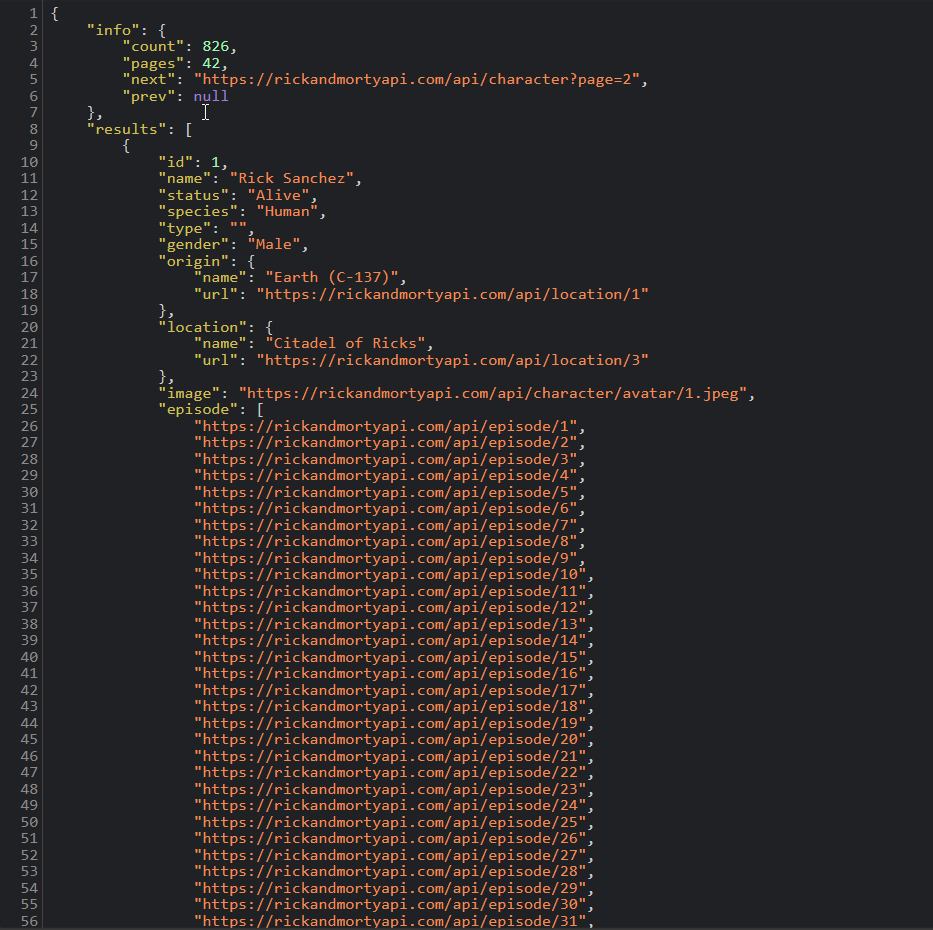 1 {
2     "info": {
3         "count": 826,
4         "pages": 42,
5         "next": "https://rickandmortyapi.com/api/character?page=2",
6         "prev": null
7     },
8     "results": [
9         {
10             "id": 1,
11             "name": "Rick Sanchez",
12             "status": "Alive",
13             "species": "Human",
14             "type": "",
15             "gender": "Male",
16             "origin": {
17                 "name": "Earth (C-137)",
18                 "url": "https://rickandmortyapi.com/api/location/1"
19             },
20             "location": {
21                 "name": "Citadel of Ricks",
22                 "url": "https://rickandmortyapi.com/api/location/3"
23             },
24             "image": "https://rickandmortyapi.com/api/character/avatar/1.jpeg",
25             "episode": [
26                 "https://rickandmortyapi.com/api/episode/1",
27                 "https://rickandmortyapi.com/api/episode/2",
28                 "https://rickandmortyapi.com/api/episode/3",
29                 "https://rickandmortyapi.com/api/episode/4",
30                 "https://rickandmortyapi.com/api/episode/5",
31                 "https://rickandmortyapi.com/api/episode/6",
32                 "https://rickandmortyapi.com/api/episode/7",
33                 "https://rickandmortyapi.com/api/episode/8",
34                 "https://rickandmortyapi.com/api/episode/9",
35                 "https://rickandmortyapi.com/api/episode/10",
36                 "https://rickandmortyapi.com/api/episode/11",
37                 "https://rickandmortyapi.com/api/episode/12",
38                 "https://rickandmortyapi.com/api/episode/13",
39                 "https://rickandmortyapi.com/api/episode/14",
40                 "https://rickandmortyapi.com/api/episode/15",
41                 "https://rickandmortyapi.com/api/episode/16",
42                 "https://rickandmortyapi.com/api/episode/17",
43                 "https://rickandmortyapi.com/api/episode/18",
44                 "https://rickandmortyapi.com/api/episode/19",
45                 "https://rickandmortyapi.com/api/episode/20",
46                 "https://rickandmortyapi.com/api/episode/21",
47                 "https://rickandmortyapi.com/api/episode/22",
48                 "https://rickandmortyapi.com/api/episode/23",
49                 "https://rickandmortyapi.com/api/episode/24",
50                 "https://rickandmortyapi.com/api/episode/25",
51                 "https://rickandmortyapi.com/api/episode/26",
52                 "https://rickandmortyapi.com/api/episode/27",
53                 "https://rickandmortyapi.com/api/episode/28",
54                 "https://rickandmortyapi.com/api/episode/29",
55                 "https://rickandmortyapi.com/api/episode/30",
56                 "https://rickandmortyapi.com/api/episode/31",